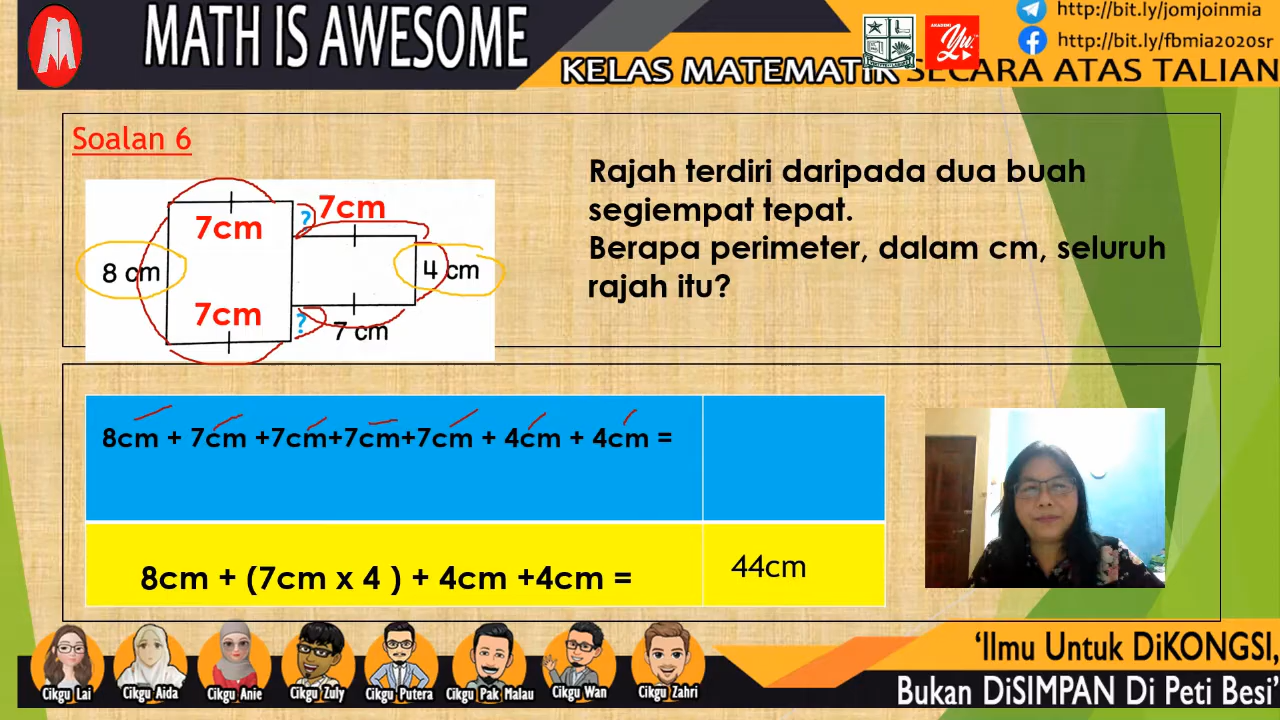 MATH IS AWESOME
http://bit.ly/jomjoinmia
http://bit.ly/fbmia2020sr
KELAS MATEMATIK SECARA ATAS TALIAN
Soalan 6
7cm
?
7cm
8 cm
4 cm
7cm
?
7 cm
Rajah terdiri daripada dua buah
segiempat tepat.
Berapa perimeter, dalam cm, seluruh
rajah itu?
8cm + 7cm +7cm+7cm+7cm + 4cm + 4cm =
8cm + (7cm x 4 ) + 4cm +4cm =
44cm
Cikgu Lai
Cikgu Aida
Cikgu Anie
Cikgu Zuly
Cikgu Putera
Cikgu Pak Malau
Cikgu Wan
Cikgu Zahri
‘Ilmu Untuk DiKONGSI,
Bukan DiSIMPAN Di Peti Besi’